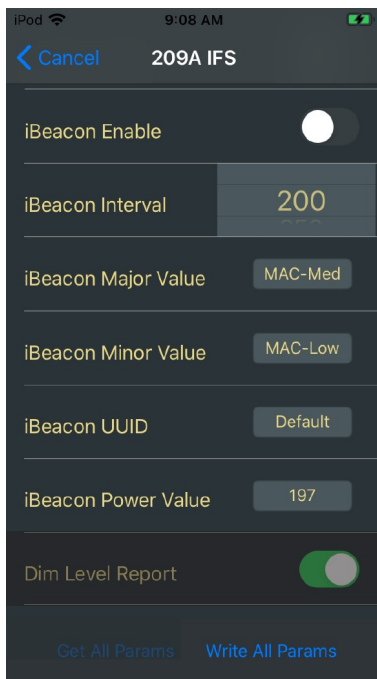 iPod 9:08 AM
Cancel 209A IFS
iBeacon Enable
iBeacon Interval 200
iBeacon Major Value MAC-Med
iBeacon Minor Value MAC-Low
iBeacon UUID Default
iBeacon Power Value 197
Dim Level Report
Get All Params Write All Params